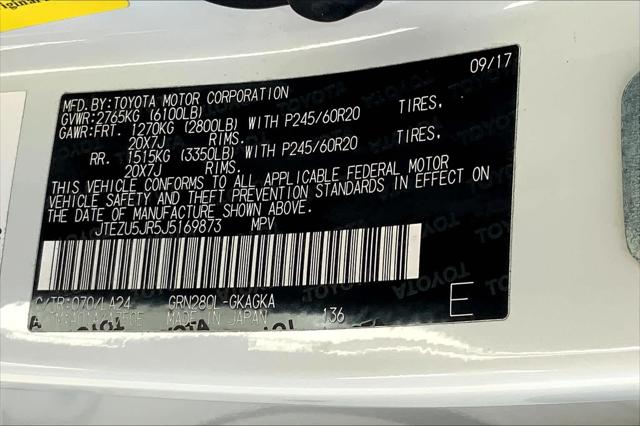 09/17
MFD.BY:TOYOTA MOTOR CORPORATION
GVWR:2765KG (6100LB)
GAWR:FRT. 1270KG (2800LB) WITH P245/60R20 TIRES,
20X7J RIMS.
RR. 1515KG (3350LB) WITH P245/60R20 TIRES,
20X7J RIMS.
THIS VEHICLE CONFORMS TO ALL APPLICABLE FEDERAL MOTOR
VEHICLE SAFETY AND THEFT PREVENTION STANDARDS IN EFFECT ON
THE DATE OF MANUFACTURE SHOWN ABOVE.
JTEZU5JR5J5169873 MPV
C/TR:070/LA24 GRN280L-GKAGKA
MADE IN JAPAN 136 E
TOYOTA